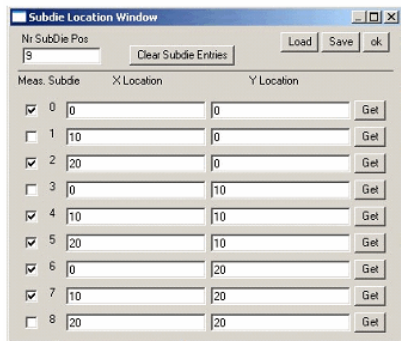 Subdie Location Window
Nr SubDie Pos
9 Clear Subdie Entries Load Save ok
Meas. Subdie X Location Y Location
0 0 0 Get
1 10 0 Get
2 20 0 Get
3 0 10 Get
4 10 10 Get
5 20 10 Get
6 0 20 Get
7 10 20 Get
8 20 20 Get